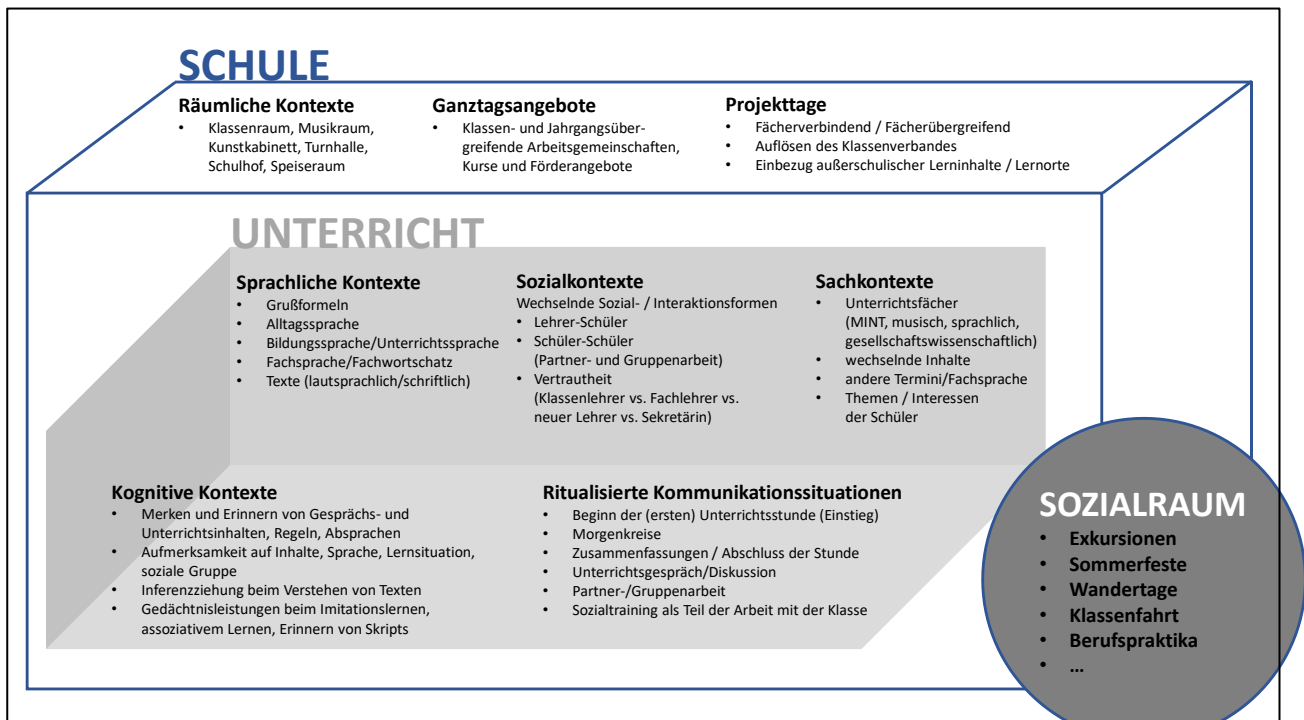 SCHULE
Räumliche Kontexte
• Klassenraum, Musikraum,
Kunstkabinett, Turnhalle,
Schulhof, Speiseraum
Ganztagsangebote
• Klassen- und Jahrgangsüber-
greifende Arbeitsgemeinschaften,
Kurse und Förderangebote
Projekttage
• Fächerverbindend / Fächerübergreifend
• Auflösen des Klassenverbandes
• Einbezug außerschulischer Lerninhalte / Lernorte
UNTERRICHT
Sprachliche Kontexte
• Grußformeln
• Alltagssprache
• Bildungssprache/Unterrichtssprache
• Fachsprache/Fachwortschatz
• Texte (lautsprachlich/schriftlich)
Sozialkontexte
Wechselnde Sozial- / Interaktionsformen
• Lehrer-Schüler
• Schüler-Schüler
(Partner- und Gruppenarbeit)
• Vertrautheit
(Klassenlehrer vs. Fachlehrer vs.
neuer Lehrer vs. Sekretärin)
Sachkontexte
• Unterrichtsfächer
(MINT, musisch, sprachlich,
gesellschaftswissenschaftlich)
• wechselnde Inhalte
• andere Termini/Fachsprache
• Themen / Interessen
der Schüler
Kognitive Kontexte
• Merken und Erinnern von Gesprächs- und
Unterrichtsinhalten, Regeln, Absprachen
• Aufmerksamkeit auf Inhalte, Sprache, Lernsituation,
soziale Gruppe
• Inferenzziehung beim Verstehen von Texten
• Gedächtnisleistungen beim Imitationslernen,
assoziativem Lernen, Erinnern von Skripts
Ritualisierte Kommunikationssituationen
• Beginn der (ersten) Unterrichtsstunde (Einstieg)
• Morgenkreise
• Zusammenfassungen / Abschluss der Stunde
• Unterrichtsgespräch/Diskussion
• Partner-/Gruppenarbeit
• Sozialtraining als Teil der Arbeit mit der Klasse
SOZIALRAUM
• Exkursionen
• Sommerfeste
• Wandertage
• Klassenfahrt
• Berufspraktika
• ...